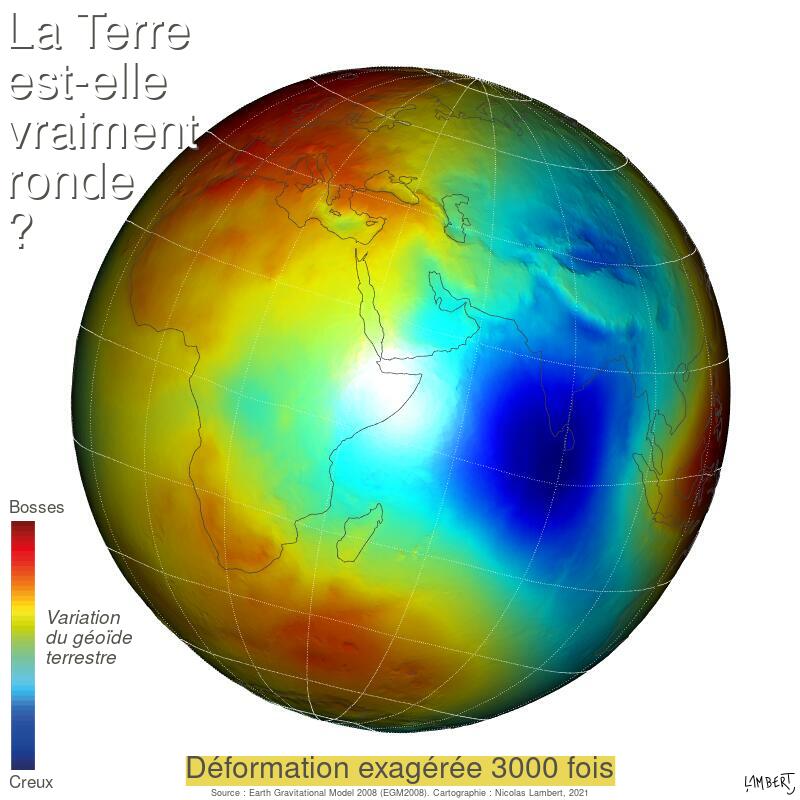 La Terre
est-elle
vraiment
ronde
?
Bosses
Variation
du géoïde
terrestre
Creux
Déformation exagérée 3000 fois
Source : Earth Gravitational Model 2008 (EGM2008). Cartographie : Nicolas Lambert, 2021
LAMBERT